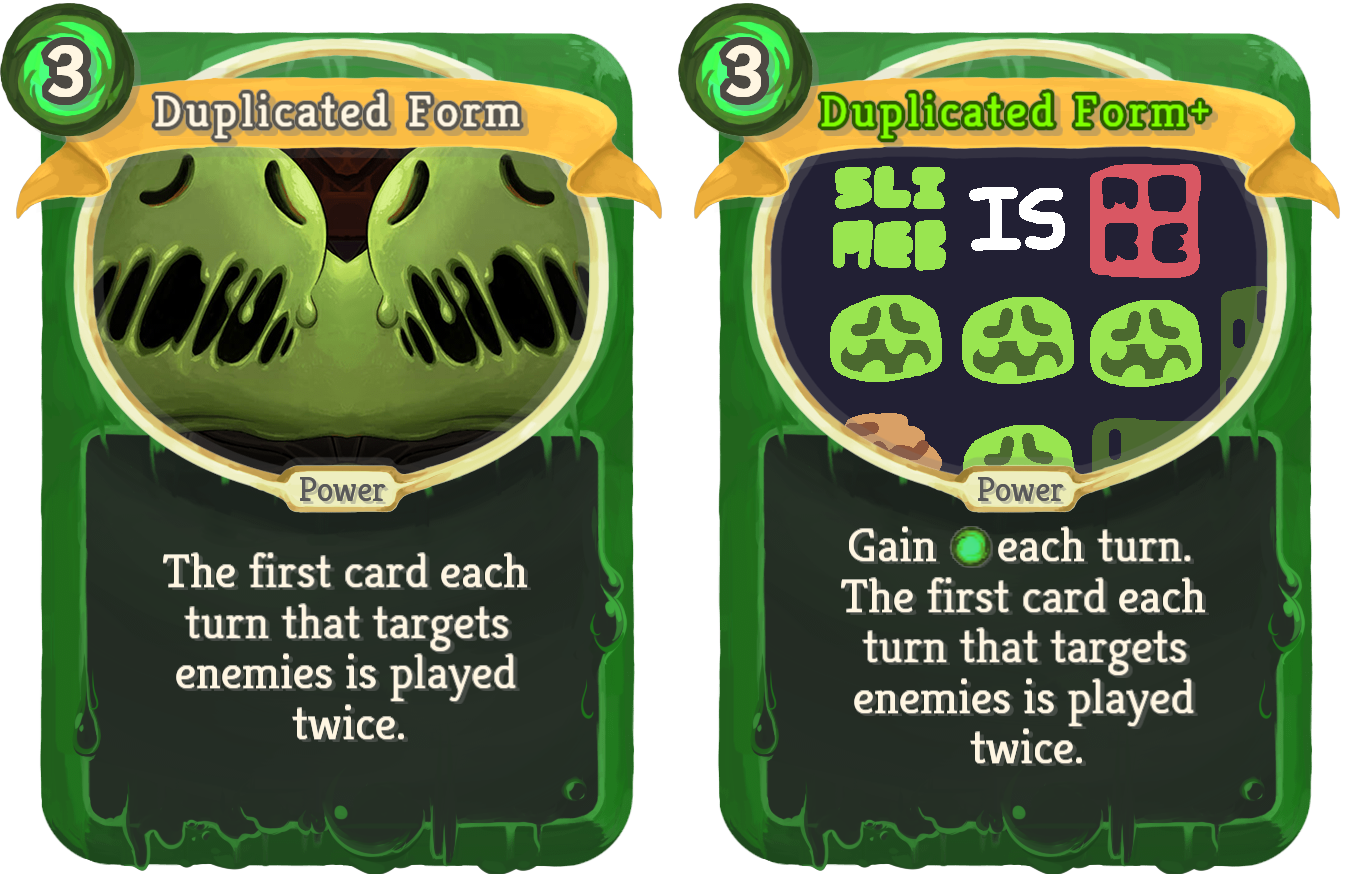 3
Duplicated Form
Power
The first card each
turn that targets
enemies is played
twice.
3
Duplicated Form+
SLI
MEB
IS
MO
RE
Power
Gain each turn.
The first card each
turn that targets
enemies is played
twice.